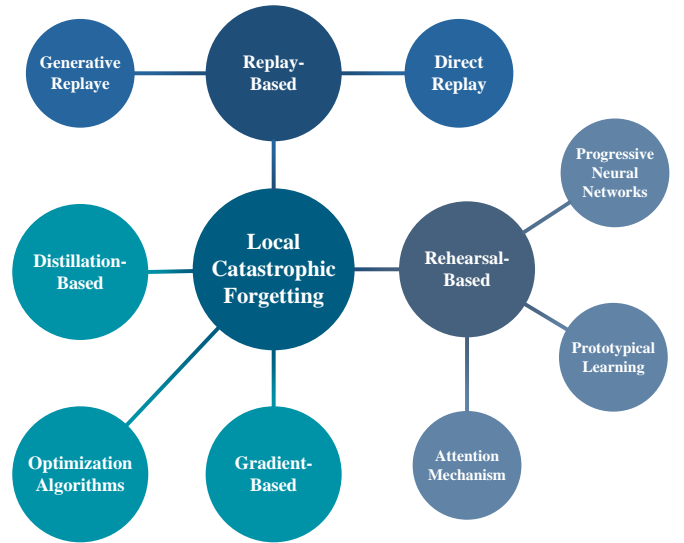 Generative
Replaye
Replay-
Based
Direct
Replay
Progressive
Neural
Networks
Local
Catastrophic
Forgetting
Distillation-
Based
Rehearsal-
Based
Prototypical
Learning
Optimization
Algorithms
Gradient-
Based
Attention
Mechanism